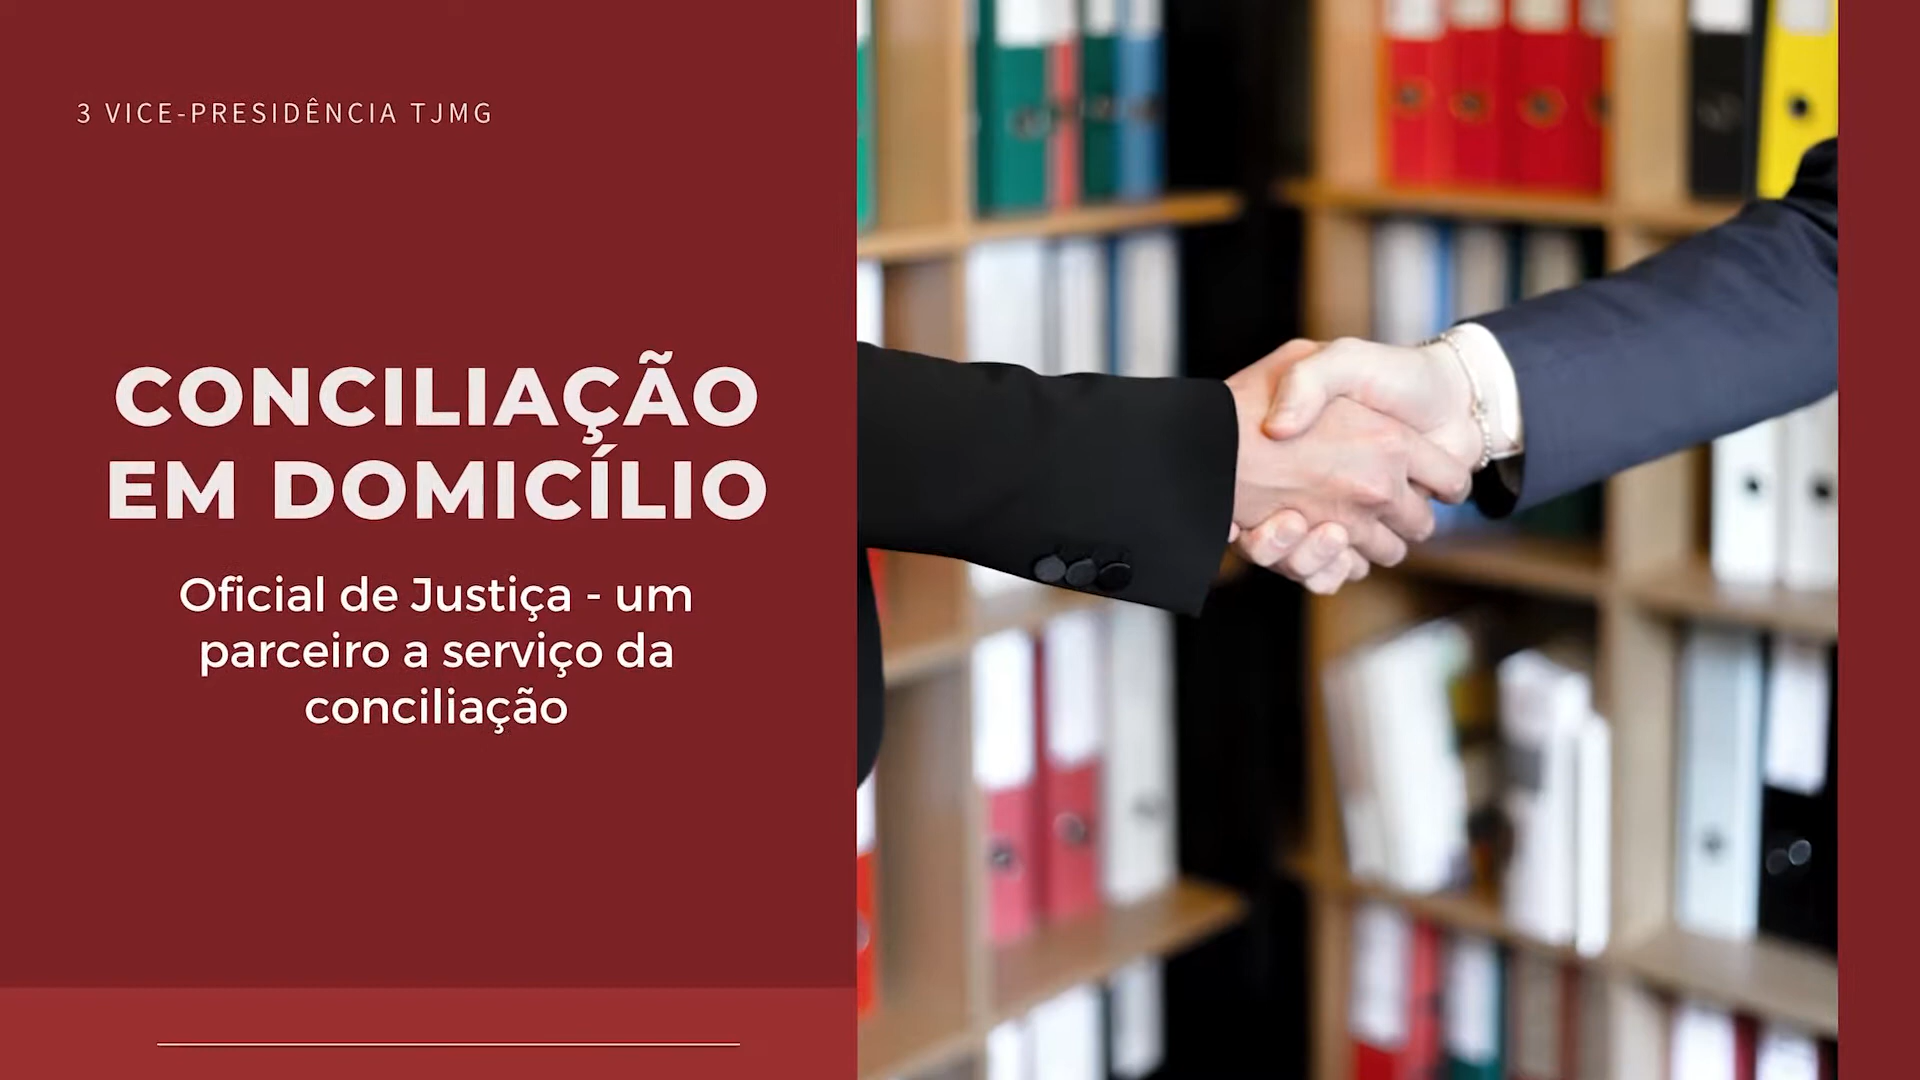 3 VICE-PRESIDÊNCIA TJMG
CONCILIAÇÃO
EM DOMICÍLIO
Oficial de Justiça - um
parceiro a serviço da
conciliação